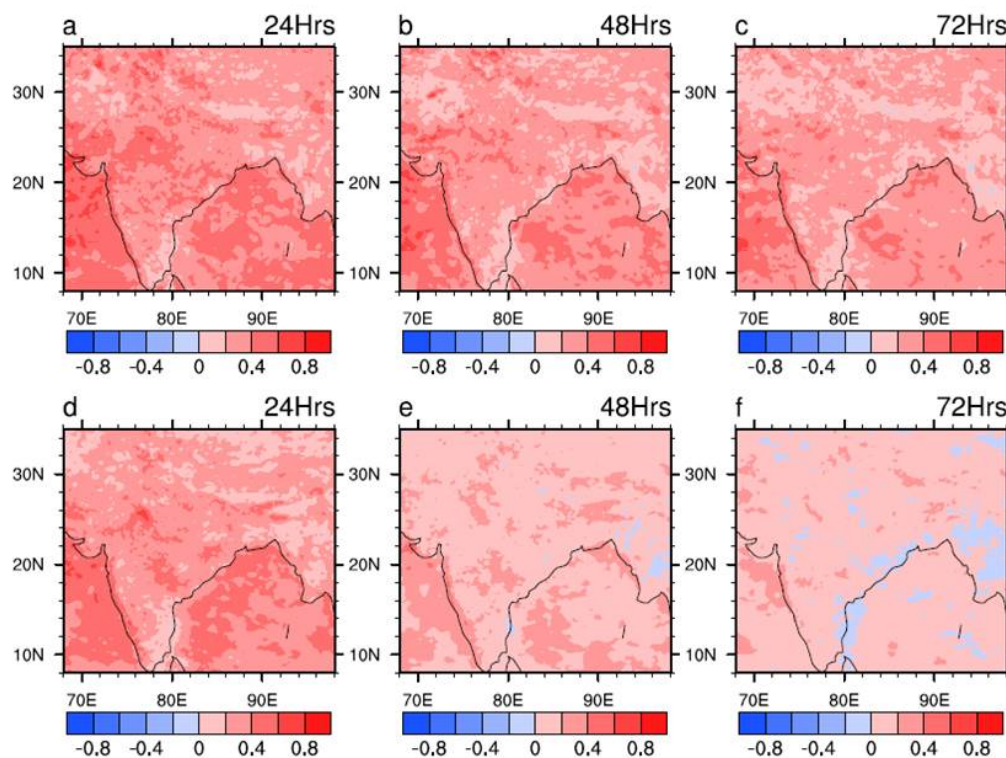 a 24Hrs
b 48Hrs
c 72Hrs
30N 30N 30N
20N 20N 20N
10N 10N 10N
70E 80E 90E
70E 80E 90E
70E 80E 90E
-0.8 -0.4 0 0.4 0.8
-0.8 -0.4 0 0.4 0.8
-0.8 -0.4 0 0.4 0.8
d 24Hrs
e 48Hrs
f 72Hrs
30N 30N 30N
20N 20N 20N
10N 10N 10N
70E 80E 90E
70E 80E 90E
70E 80E 90E
-0.8 -0.4 0 0.4 0.8
-0.8 -0.4 0 0.4 0.8
-0.8 -0.4 0 0.4 0.8